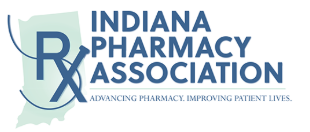 Rx
INDIANA
PHARMACY
ASSOCIATION
ADVANCING PHARMACY. IMPROVING PATIENT LIVES.